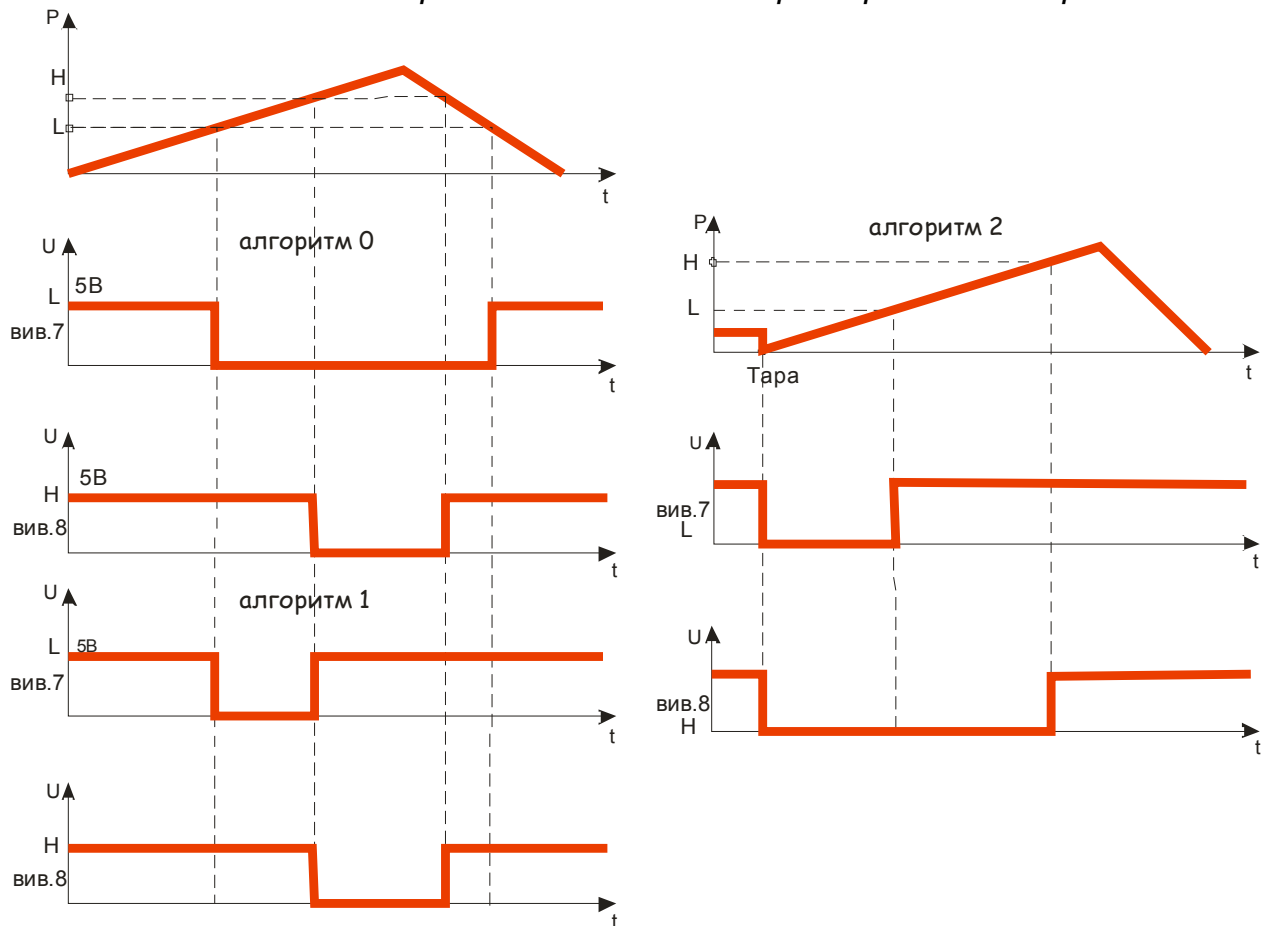 P
H
L
t
алгоритм 0
U
5В
L
вив.7
t
U
5В
H
вив.8
t
алгоритм 1
U
L 5В
вив.7
t
U
H
вив.8
t
P
алгоритм 2
H
L
Тара
t
U
вив.7
L
t
U
вив.8
H
t